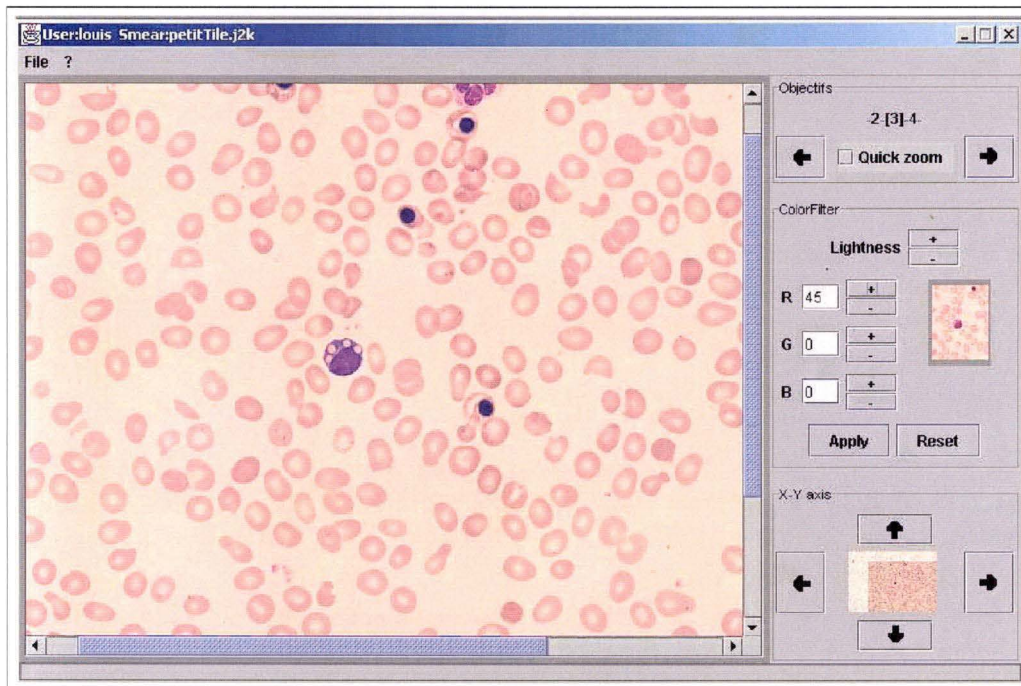 User:louis Smear:petitTile.j2k
File ?
Objectifs
-2-[3]-4-
Quick zoom
ColorFilter
Lightness
+
-
R 45
+
-
G 0
+
-
B 0
+
-
Apply Reset
X-Y axis